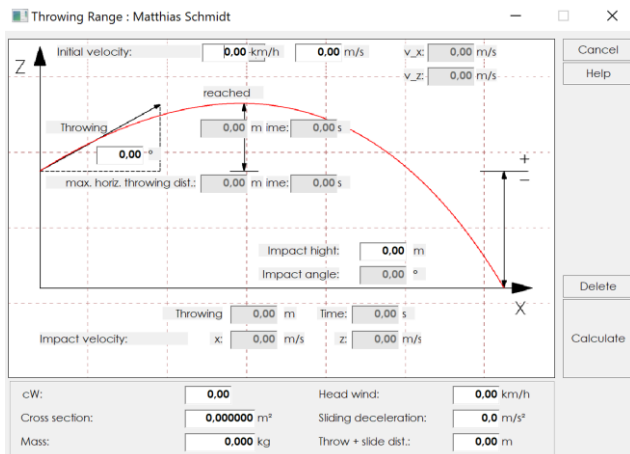 Throwing Range : Matthias Schmidt
Initial velocity: 0,00 km/h 0,00 m/s v_x: 0,00 m/s Cancel
Z v_z: 0,00 m/s Help
reached
Throwing 0,00 m ime: 0,00 s
0,00 °
+
max. horiz. throwing dist.: 0,00 m ime: 0,00 s −
Impact hight: 0,00 m
Impact angle: 0,00 °
Delete
X
Throwing 0,00 m Time: 0,00 s
Impact velocity: x: 0,00 m/s z: 0,00 m/s Calculate
cW: 0,00 Head wind: 0,00 km/h
Cross section: 0,000000 m² Sliding deceleration: 0,0 m/s²
Mass: 0,000 kg Throw + slide dist.: 0,00 m